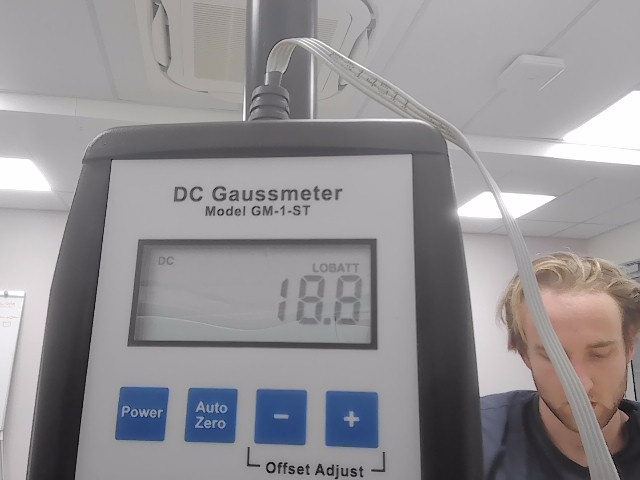 DC Gaussmeter
Model GM-1-ST
DC
LOBATT
18.8
Power
Auto
Zero
-
+
Offset Adjust